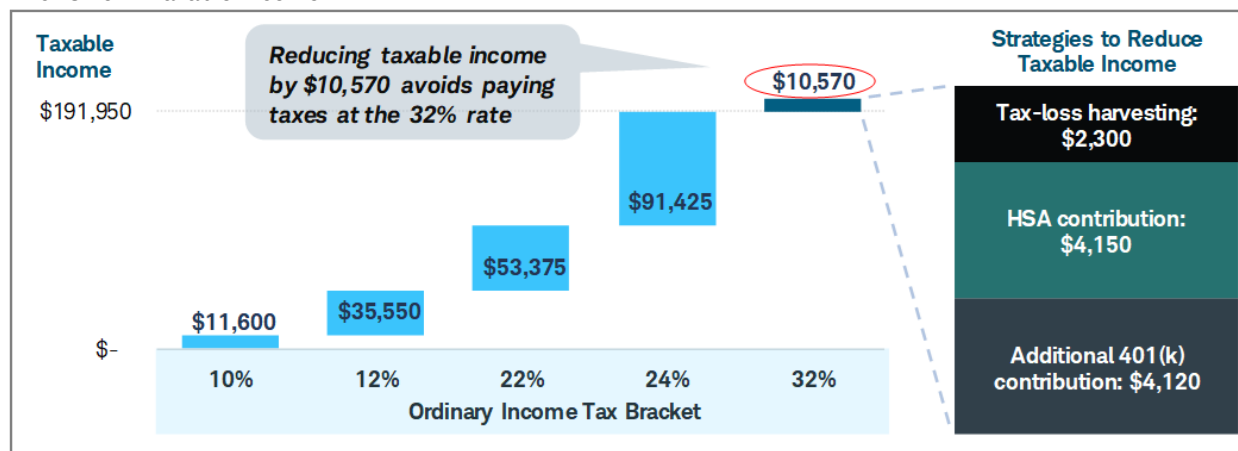 Taxable
Income
$191,950
$-
Reducing taxable income
by $10,570 avoids paying
taxes at the 32% rate
$11,600
$35,550
$53,375
$91,425
$10,570
10%
12%
22%
24%
32%
Ordinary Income Tax Bracket
Strategies to Reduce
Taxable Income
Tax-loss harvesting:
$2,300
HSA contribution:
$4,150
Additional 401(k)
contribution: $4,120